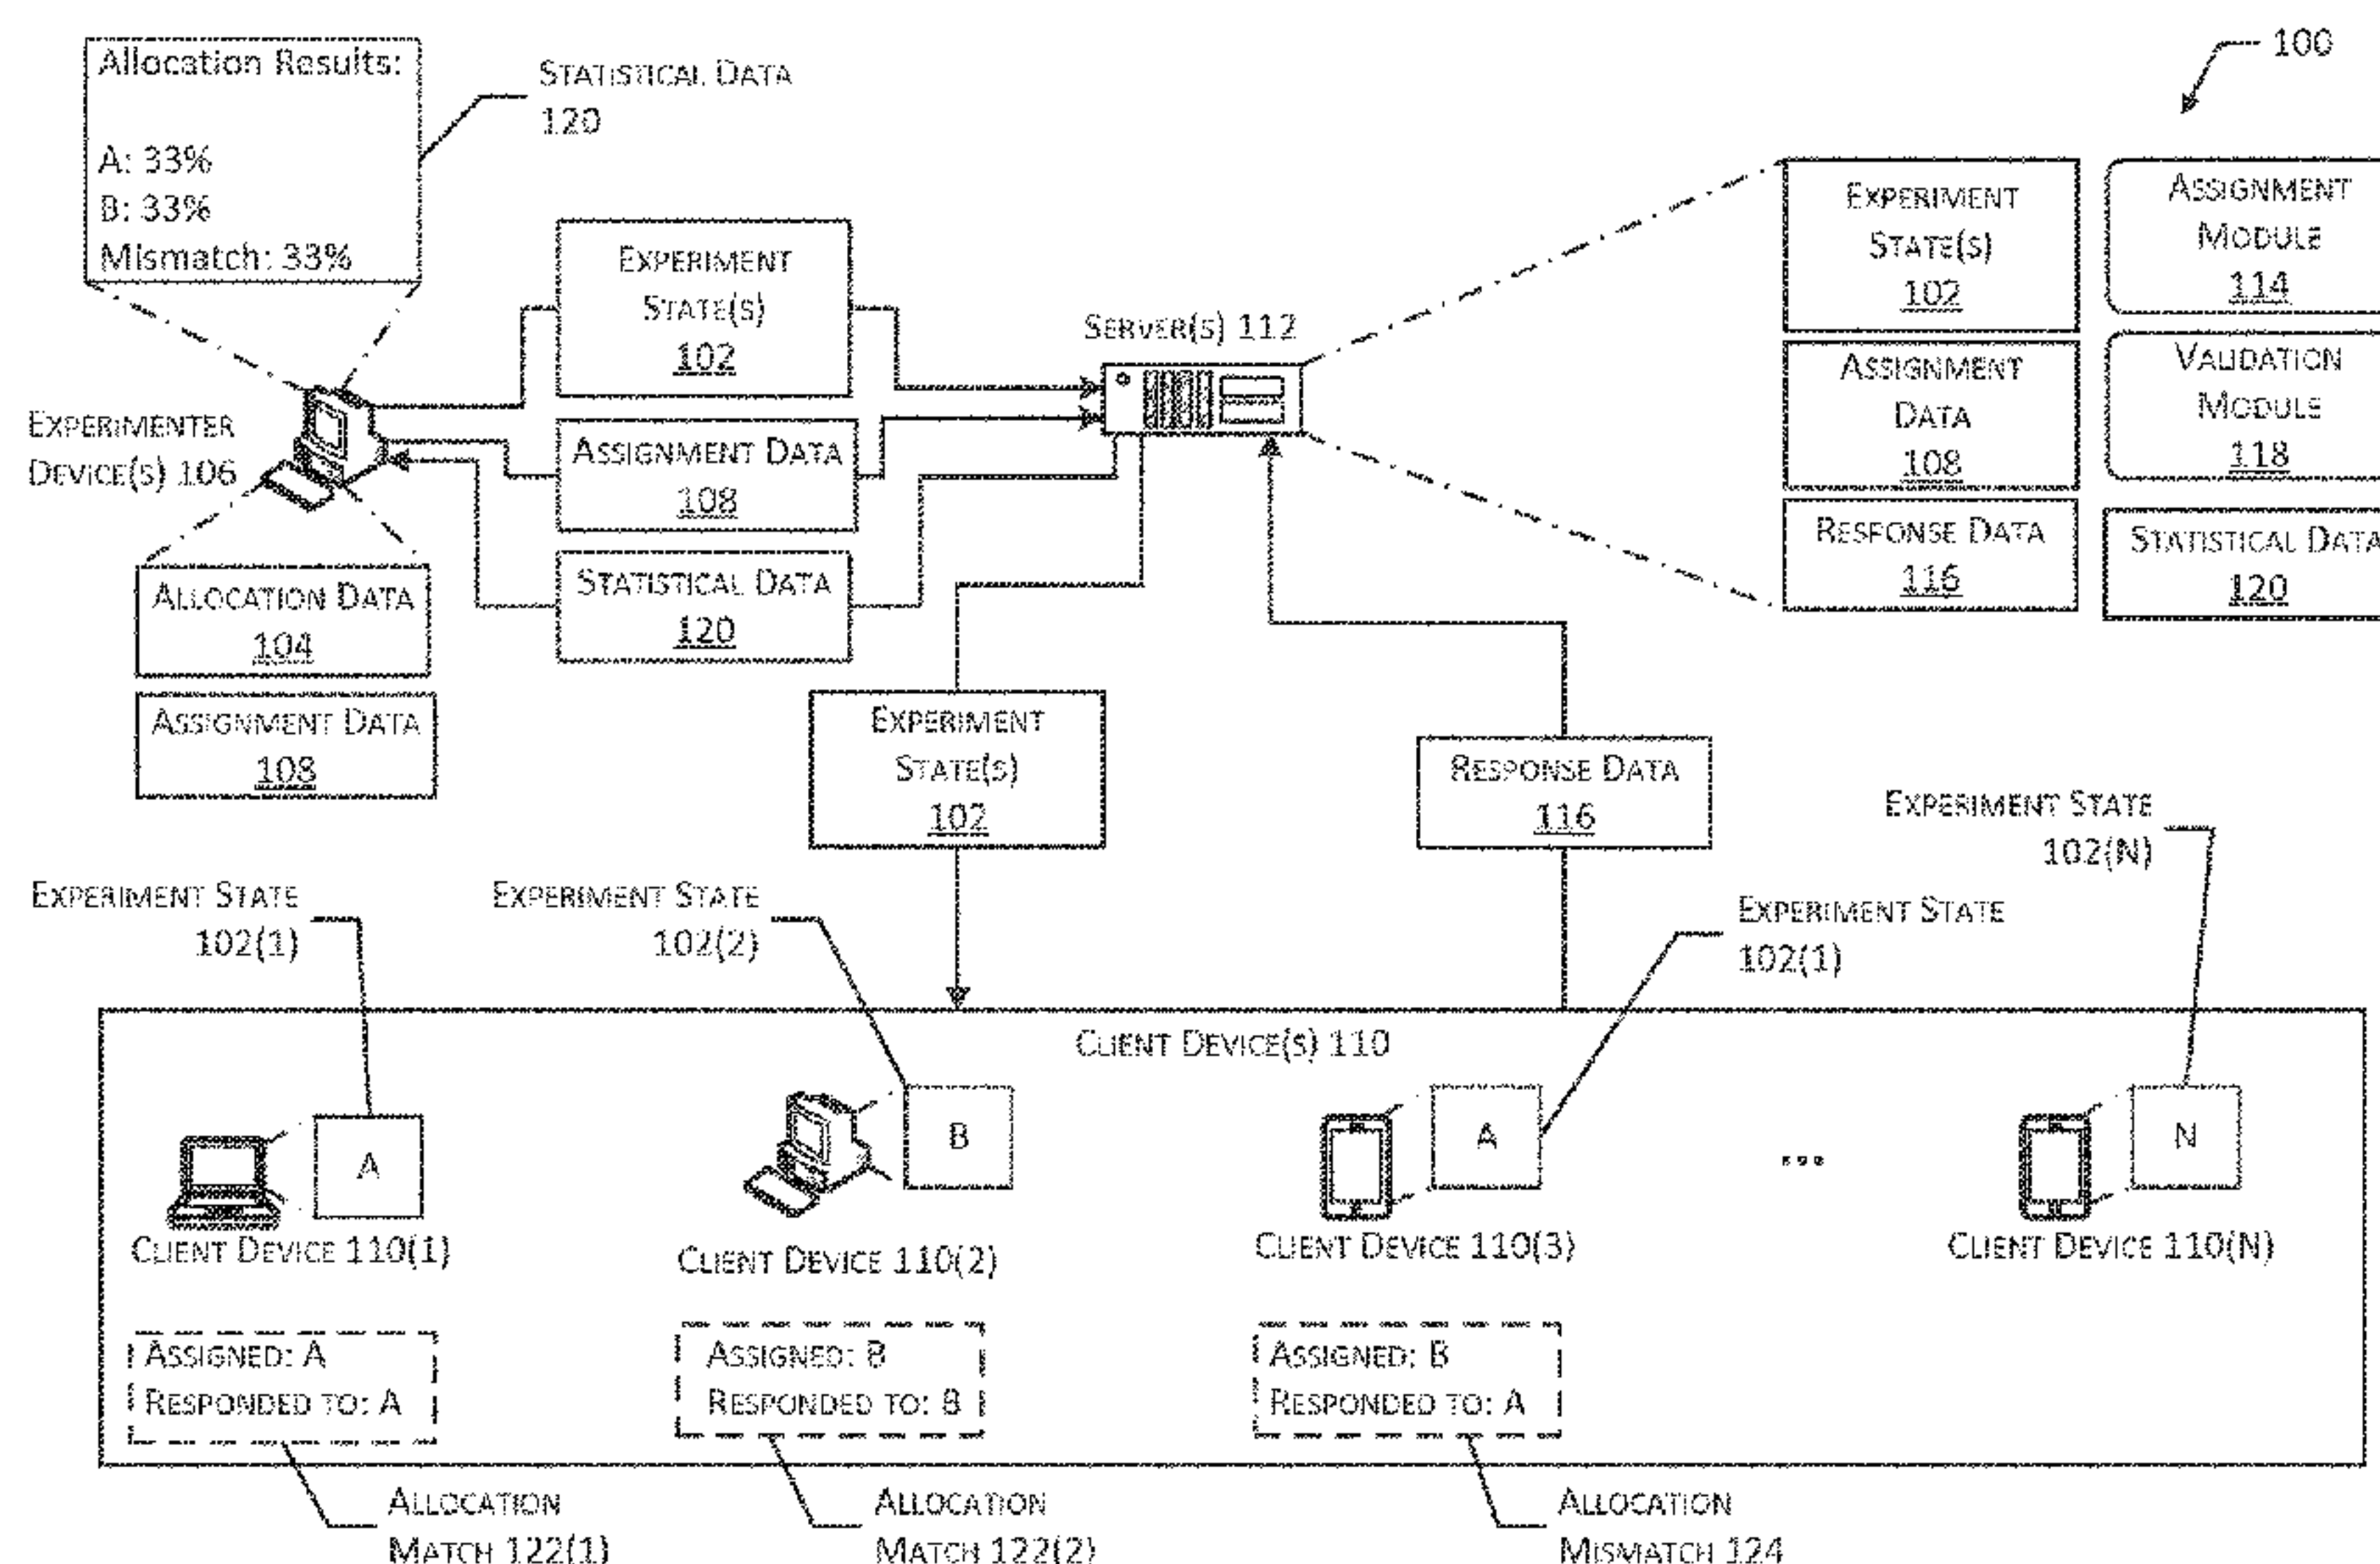 Allocation Results:
A: 33%
B: 33%
Mismatch: 33%
STATISTICAL DATA
120
100
EXPERIMENTER
DEVICE(S) 106
EXPERIMENT
STATE(S)
102
ASSIGNMENT DATA
108
STATISTICAL DATA
120
ALLOCATION DATA
104
ASSIGNMENT DATA
108
SERVER(S) 112
EXPERIMENT
STATE(S)
102
ASSIGNMENT
DATA
108
RESPONSE DATA
116
ASSIGNMENT
MODULE
114
VALIDATION
MODULE
118
STATISTICAL DATA
120
EXPERIMENT
STATE(S)
102
RESPONSE DATA
116
EXPERIMENT STATE
102(1)
EXPERIMENT STATE
102(2)
EXPERIMENT STATE
102(1)
EXPERIMENT STATE
102(N)
CLIENT DEVICE(S) 110
A
B
A
...
N
CLIENT DEVICE 110(1)
CLIENT DEVICE 110(2)
CLIENT DEVICE 110(3)
CLIENT DEVICE 110(N)
ASSIGNED: A
RESPONDED TO: A
ASSIGNED: B
RESPONDED TO: B
ASSIGNED: B
RESPONDED TO: A
ALLOCATION
MATCH 122(1)
ALLOCATION
MATCH 122(2)
ALLOCATION
MISMATCH 124